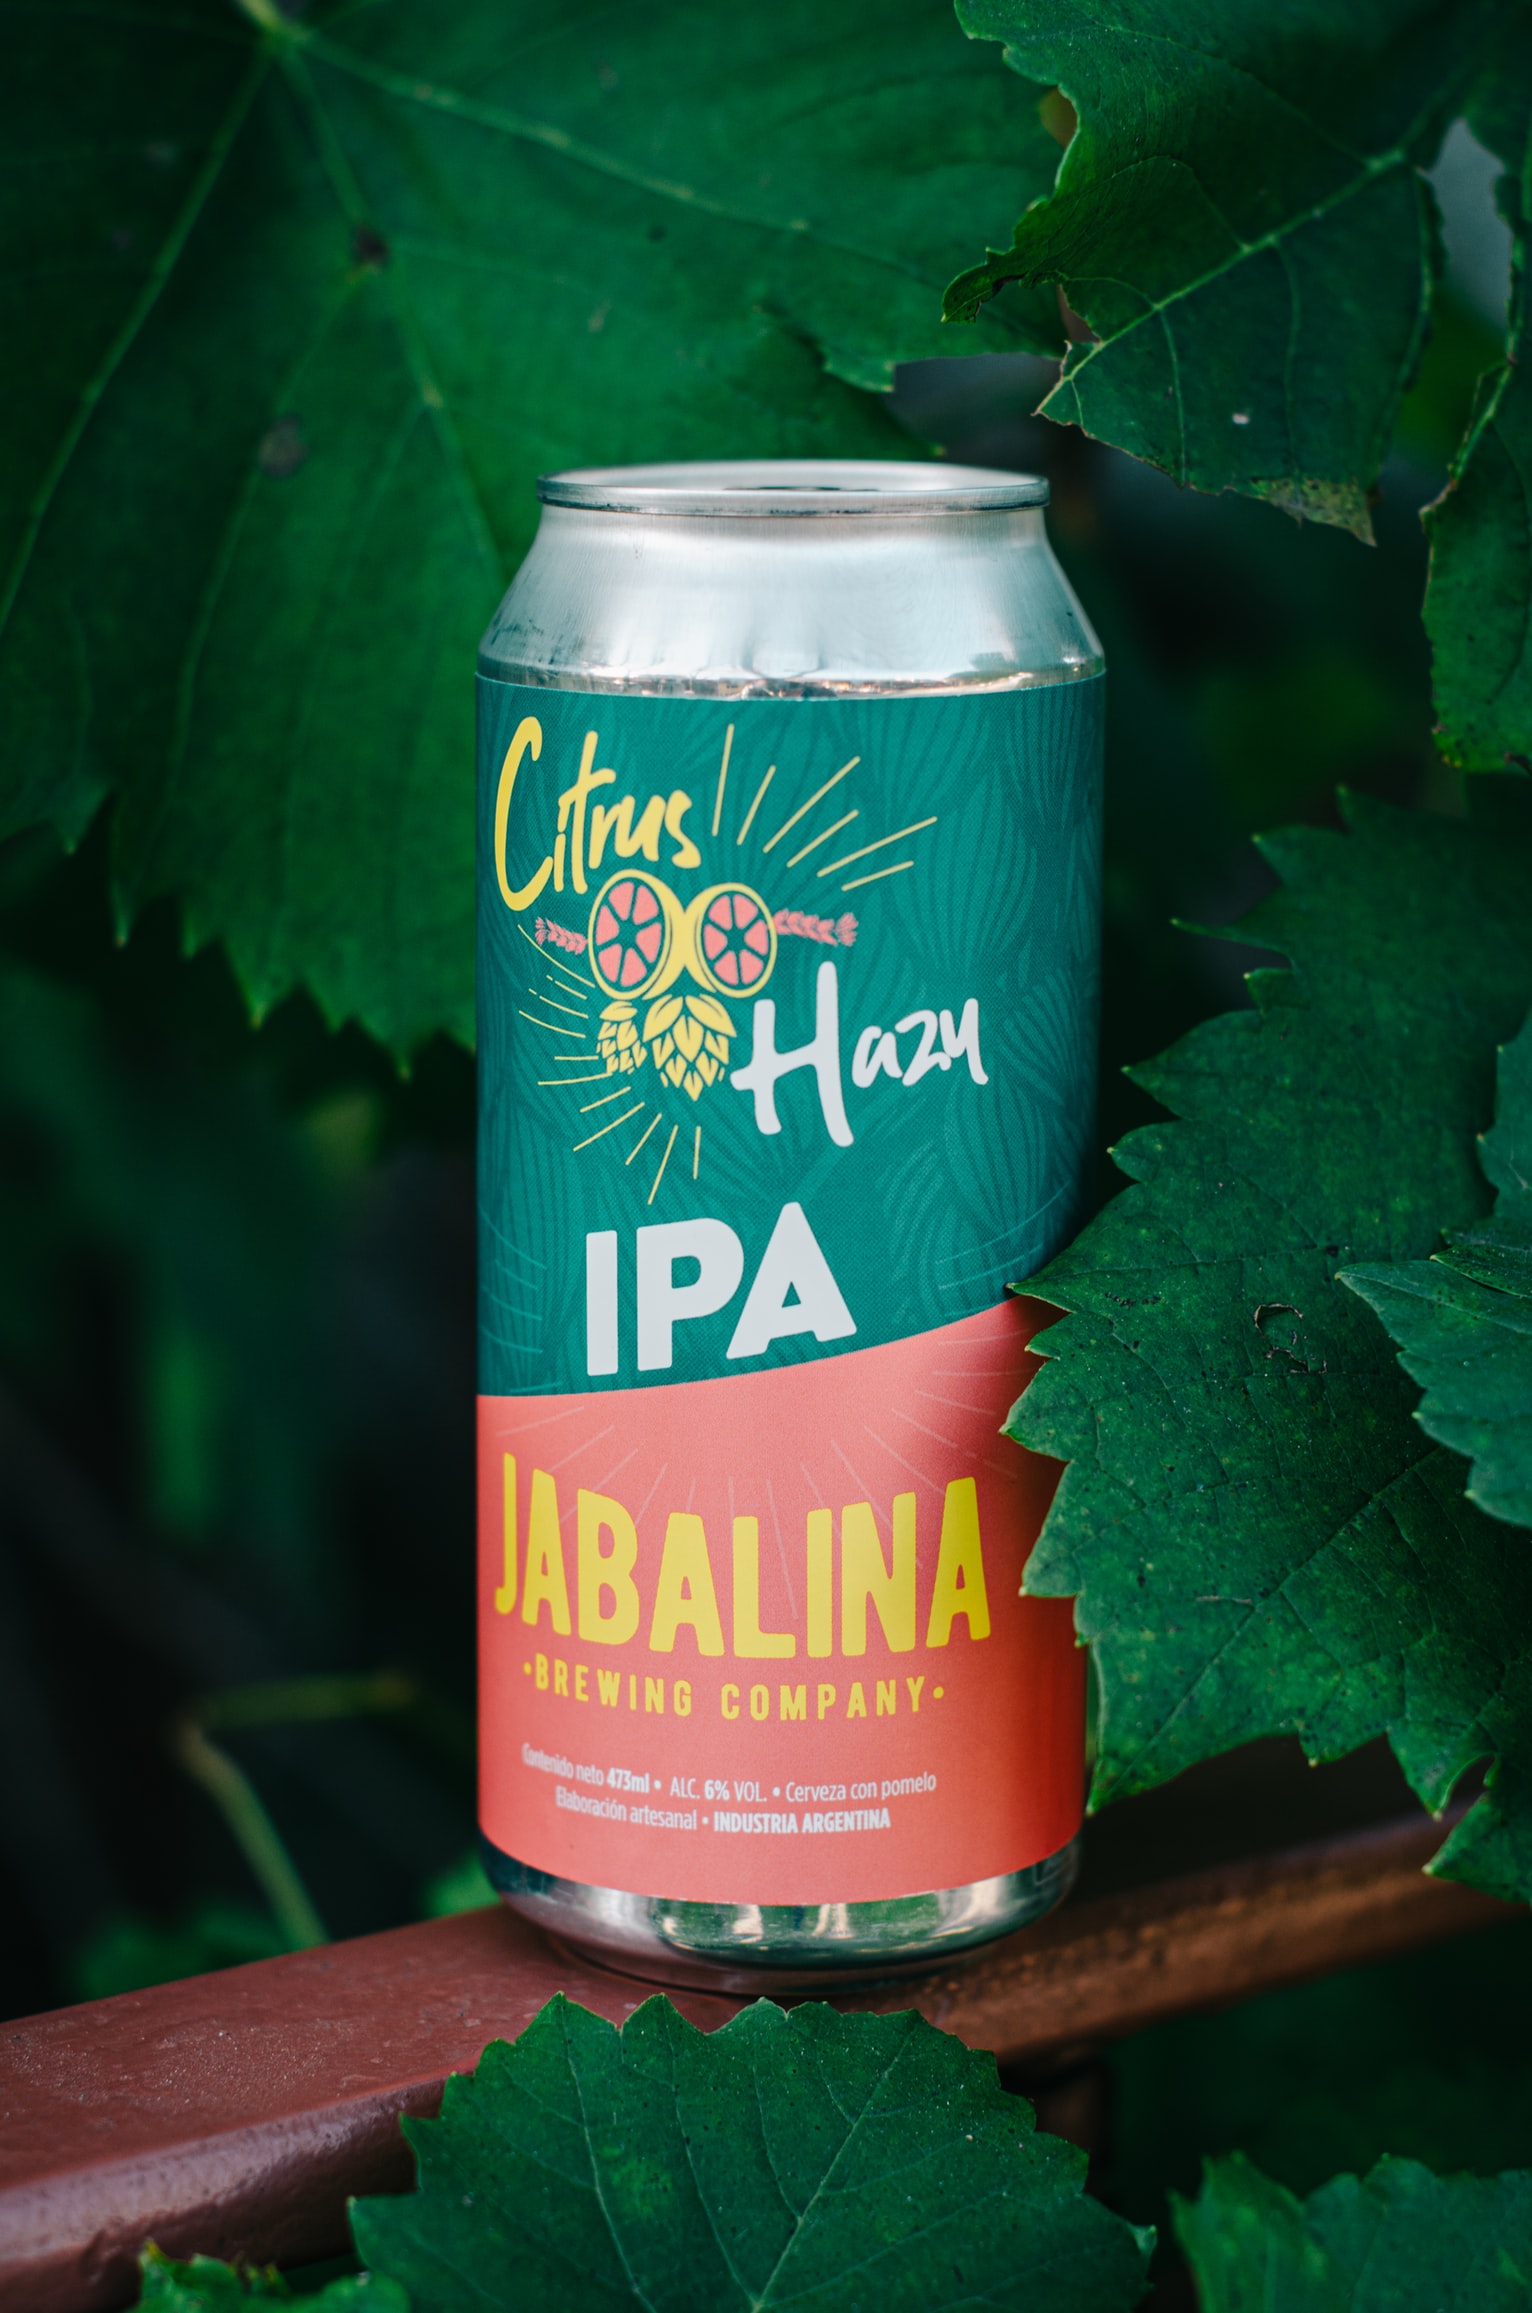 Citrus
Hazy
IPA
JABALINA
•BREWING COMPANY•
Contenido neto 473ml • ALC. 6% VOL. • Cerveza con pomelo
Elaboración artesanal • INDUSTRIA ARGENTINA